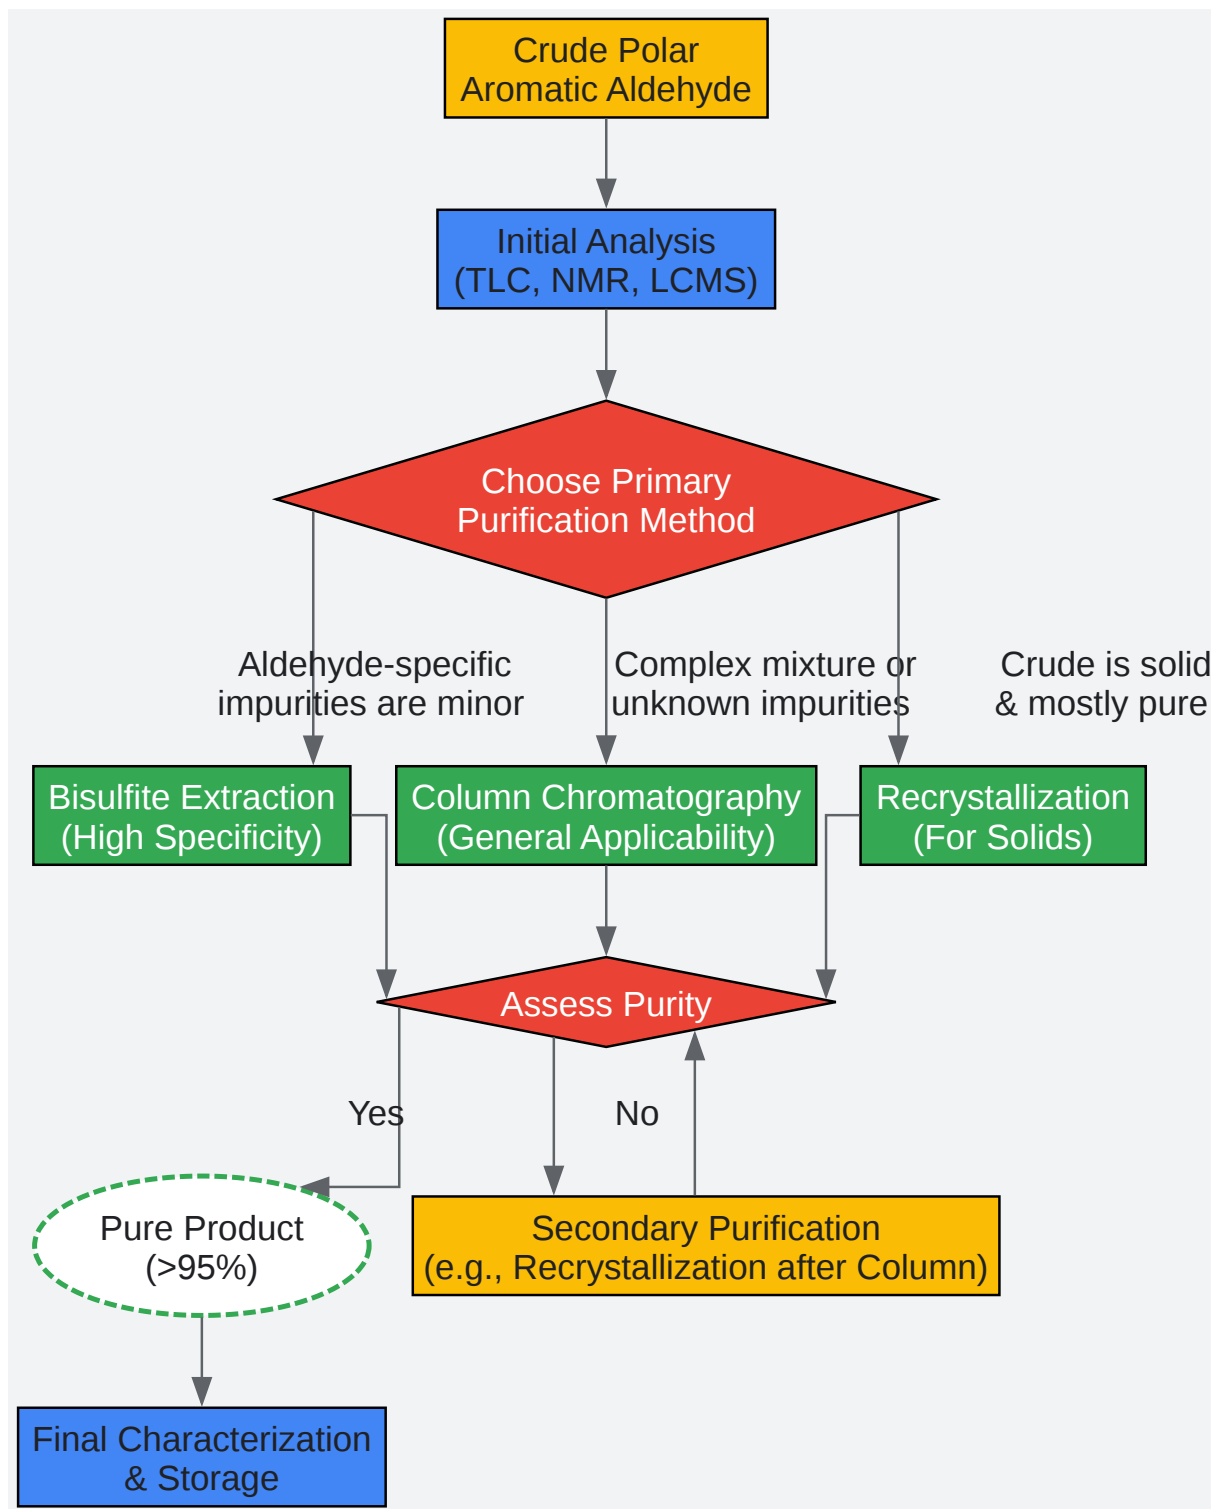 Crude Polar
Aromatic Aldehyde
Initial Analysis
(TLC, NMR, LCMS)
Choose Primary
Purification Method
Aldehyde-specific
impurities are minor
Complex mixture or
unknown impurities
Crude is solid
& mostly pure
Bisulfite Extraction
(High Specificity)
Column Chromatography
(General Applicability)
Recrystallization
(For Solids)
Assess Purity
Yes
No
Pure Product
(>95%)
Secondary Purification
(e.g., Recrystallization after Column)
Final Characterization
& Storage